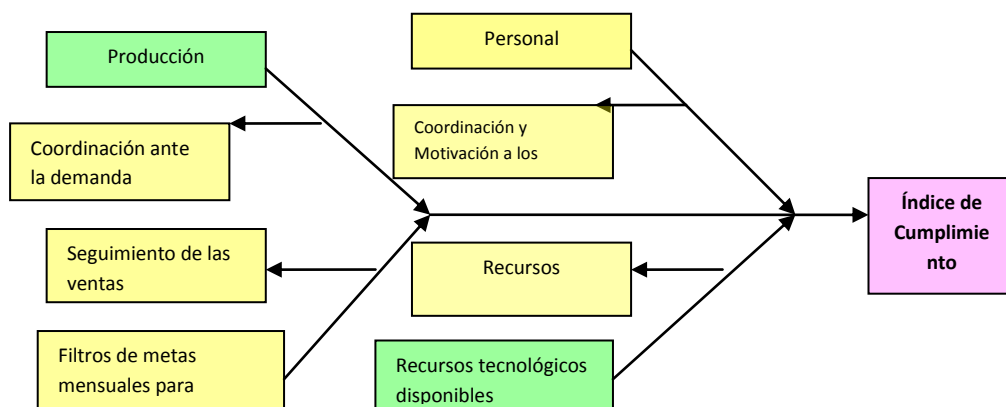 Producción
Personal
Coordinación ante
la demanda
Coordinación y
Motivación a los
Índice de
Cumplimie
nto
Seguimiento de las
ventas
Recursos
Filtros de metas
mensuales para
Recursos tecnológicos
disponibles